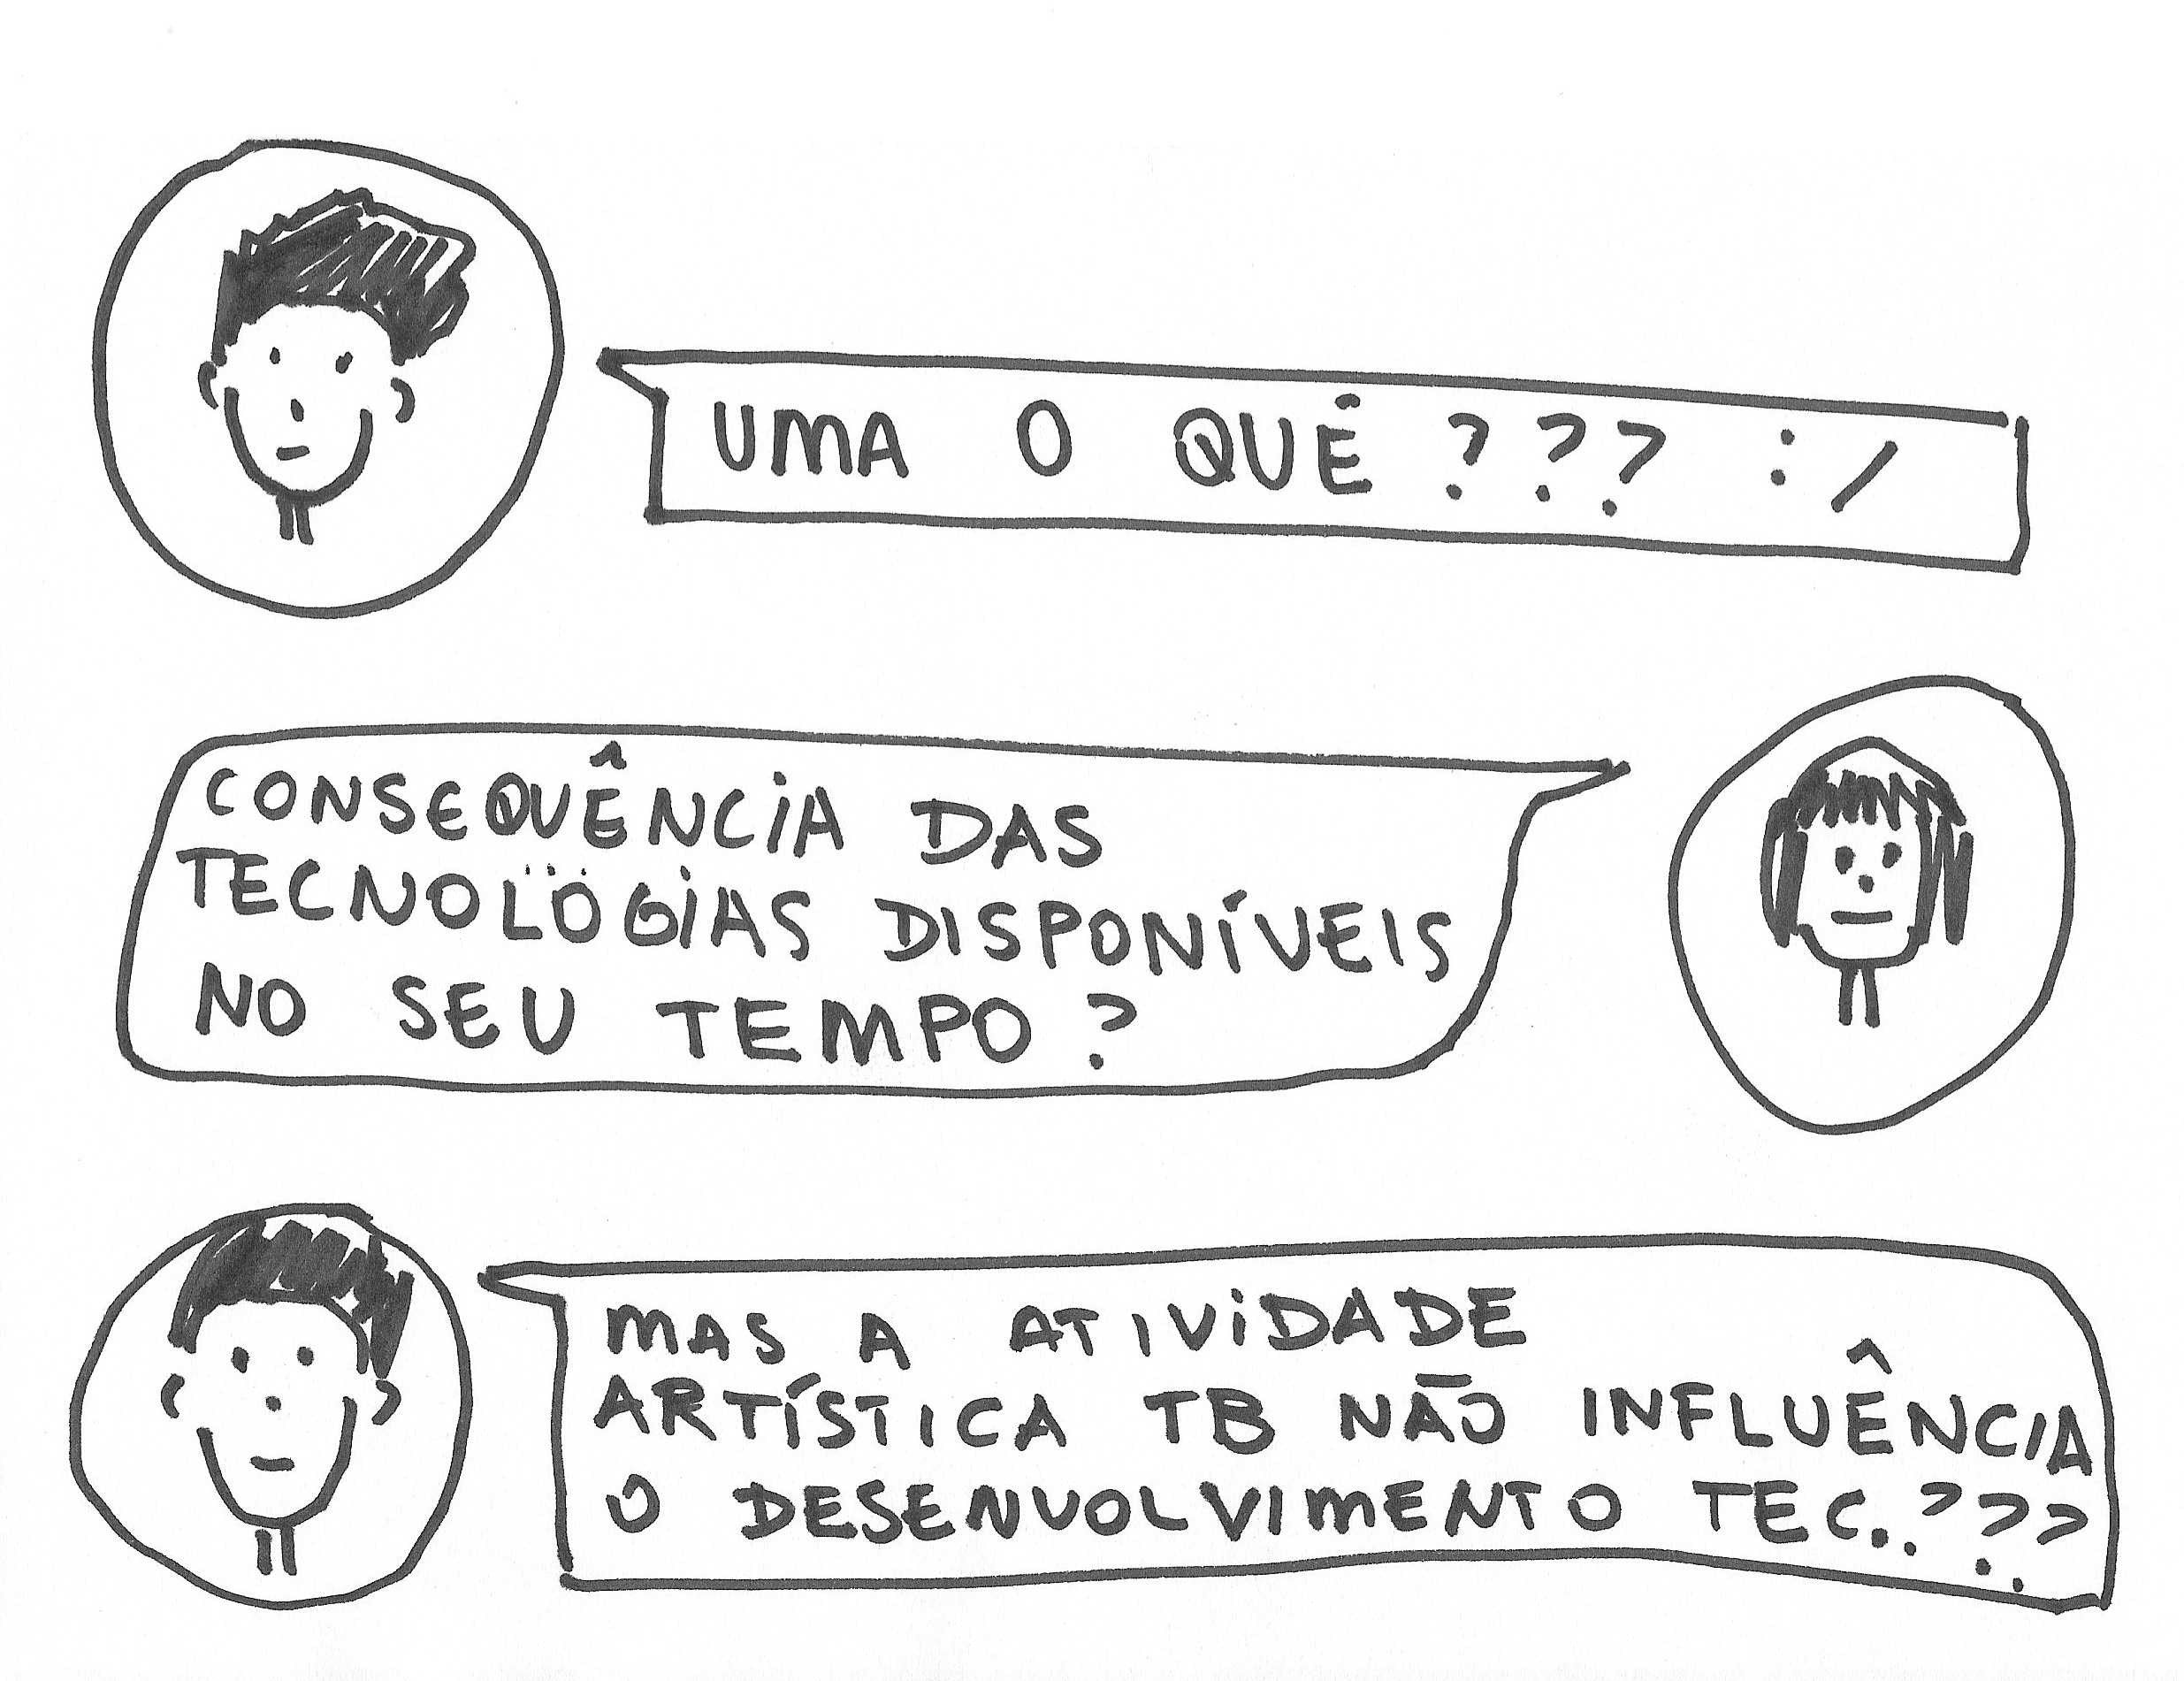 UMA O QUÊ ??? :/
CONSEQUÊNCIA DAS
TECNOLÖGIAS DISPONÍVEIS
NO SEU TEMPO ?
MAS A ATIVIDADE
ARTÍSTICA TB NÃO INFLUÊNCIA
O DESENVOLVIMENTO TEC.???